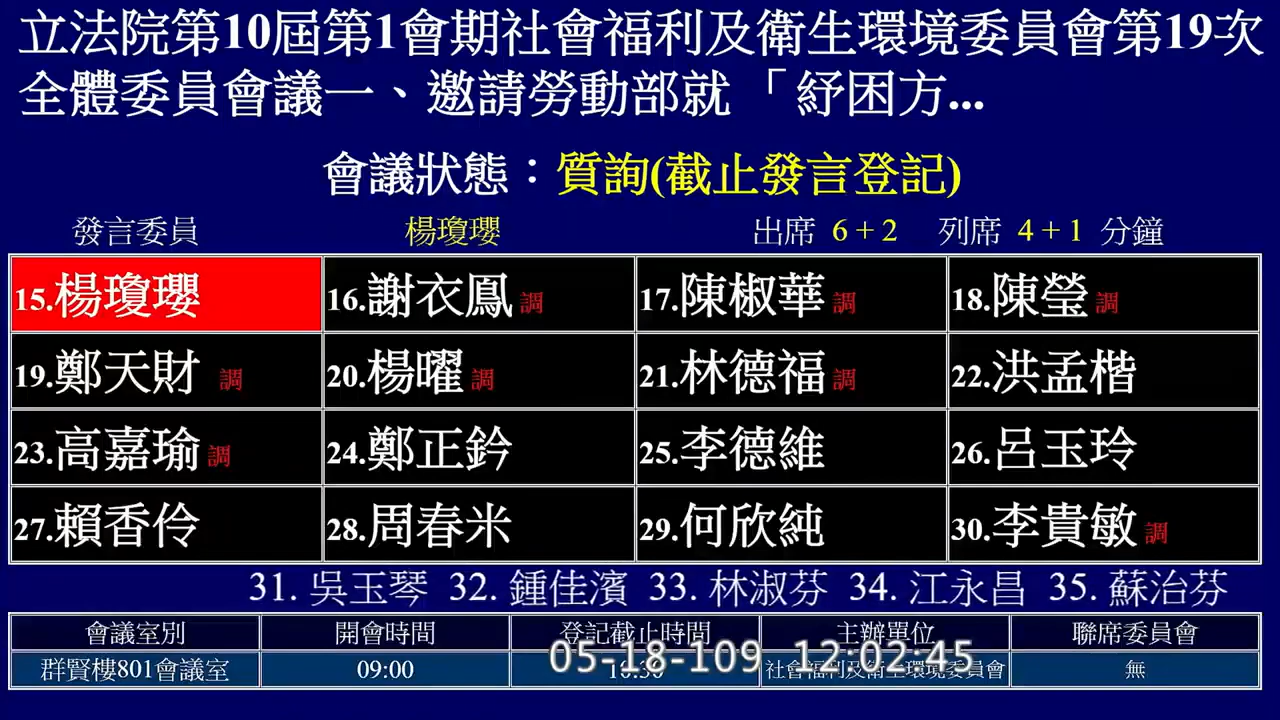 立法院第10屆第1會期社會福利及衛生環境委員會第19次
全體委員會議一、邀請勞動部就「紓困方...
會議狀態：質詢(截止發言登記)
發言委員 楊瓊瓔 出席 6 + 2 列席 4 + 1 分鐘
15.楊瓊瓔 16.謝衣鳳調 17.陳椒華調 18.陳瑩調
19.鄭天財 調 20.楊曜調 21.林德福調 22.洪孟楷
23.高嘉瑜調 24.鄭正鈐 25.李德維 26.呂玉玲
27.賴香伶 28.周春米 29.何欣純 30.李貴敏調
31. 吳玉琴 32. 鍾佳濱 33. 林淑芬 34. 江永昌 35. 蘇治芬
會議室別 開會時間 登記截止時間 主辦單位 聯席委員會
05-18-109 12:02:45
群賢樓801會議室 09:00 10:30 社會福利及衛生環境委員會 無